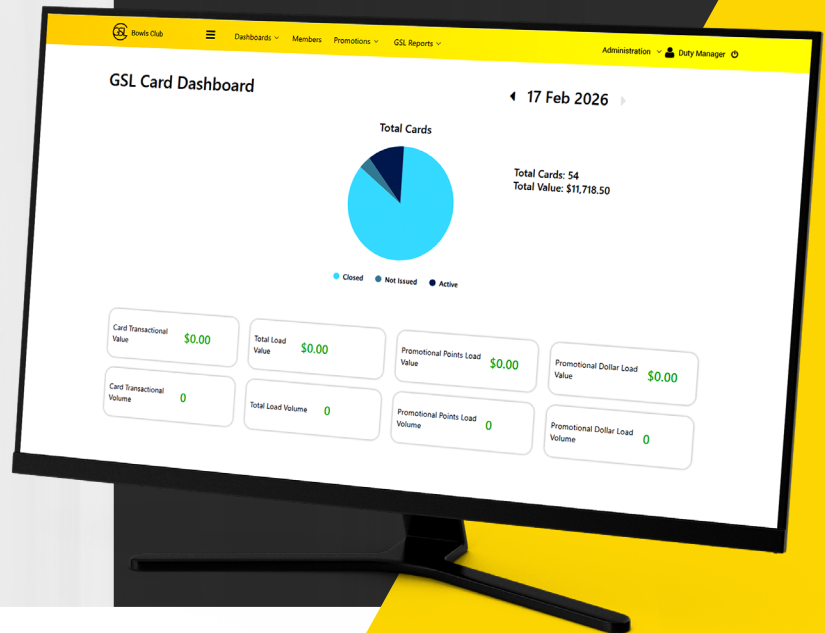 GSL Bowls Club
Dashboards
Members
Promotions
GSL Reports
Administration
Duty Manager
GSL Card Dashboard
17 Feb 2026
Total Cards
Total Cards: 54
Total Value: $11,718.50
Closed
Not Issued
Active
Card Transactional
Value
$0.00
Total Load
Value
$0.00
Promotional Points Load
Value
$0.00
Promotional Dollar Load
Value
$0.00
Card Transactional
Volume
0
Total Load Volume
0
Promotional Points Load
Volume
0
Promotional Dollar Load
Volume
0